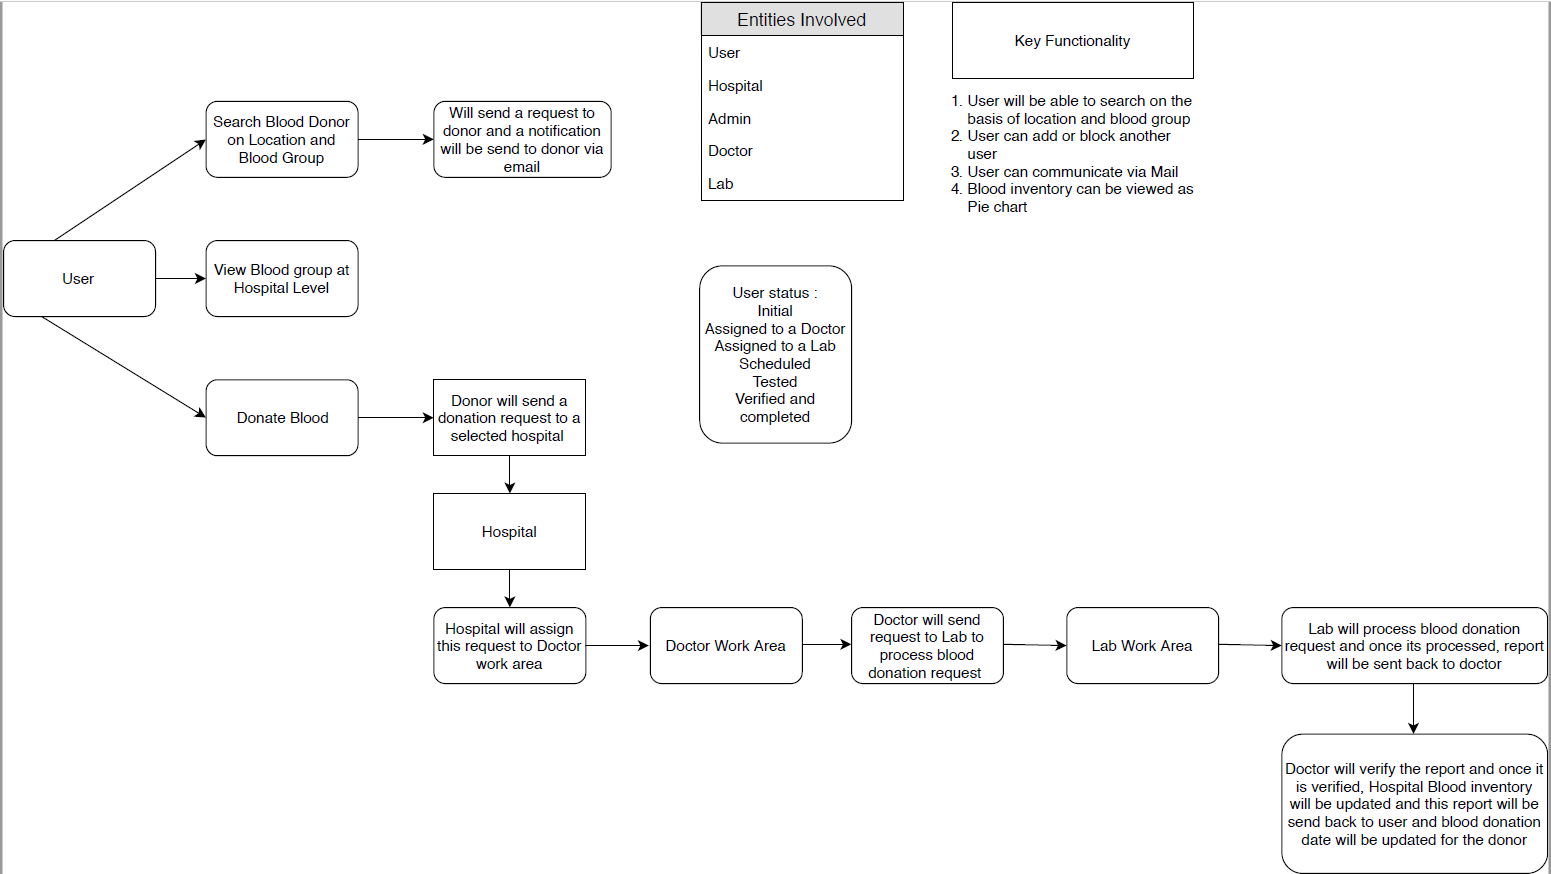 Entities Involved
User
Hospital
Admin
Doctor
Lab
Key Functionality
1. User will be able to search on the
basis of location and blood group
2. User can add or block another
user
3. User can communicate via Mail
4. Blood inventory can be viewed as
Pie chart
Search Blood Donor
on Location and
Blood Group
Will send a request to
donor and a notification
will be send to donor via
email
User
View Blood group at
Hospital Level
User status :
Initial
Assigned to a Doctor
Assigned to a Lab
Scheduled
Tested
Verified and
completed
Donate Blood
Donor will send a
donation request to a
selected hospital
Hospital
Hospital will assign
this request to Doctor
work area
Doctor Work Area
Doctor will send
request to Lab to
process blood
donation request
Lab Work Area
Lab will process blood donation
request and once its processed, report
will be sent back to doctor
Doctor will verify the report and once it
is verified, Hospital Blood inventory
will be updated and this report will be
send back to user and blood donation
date will be updated for the donor